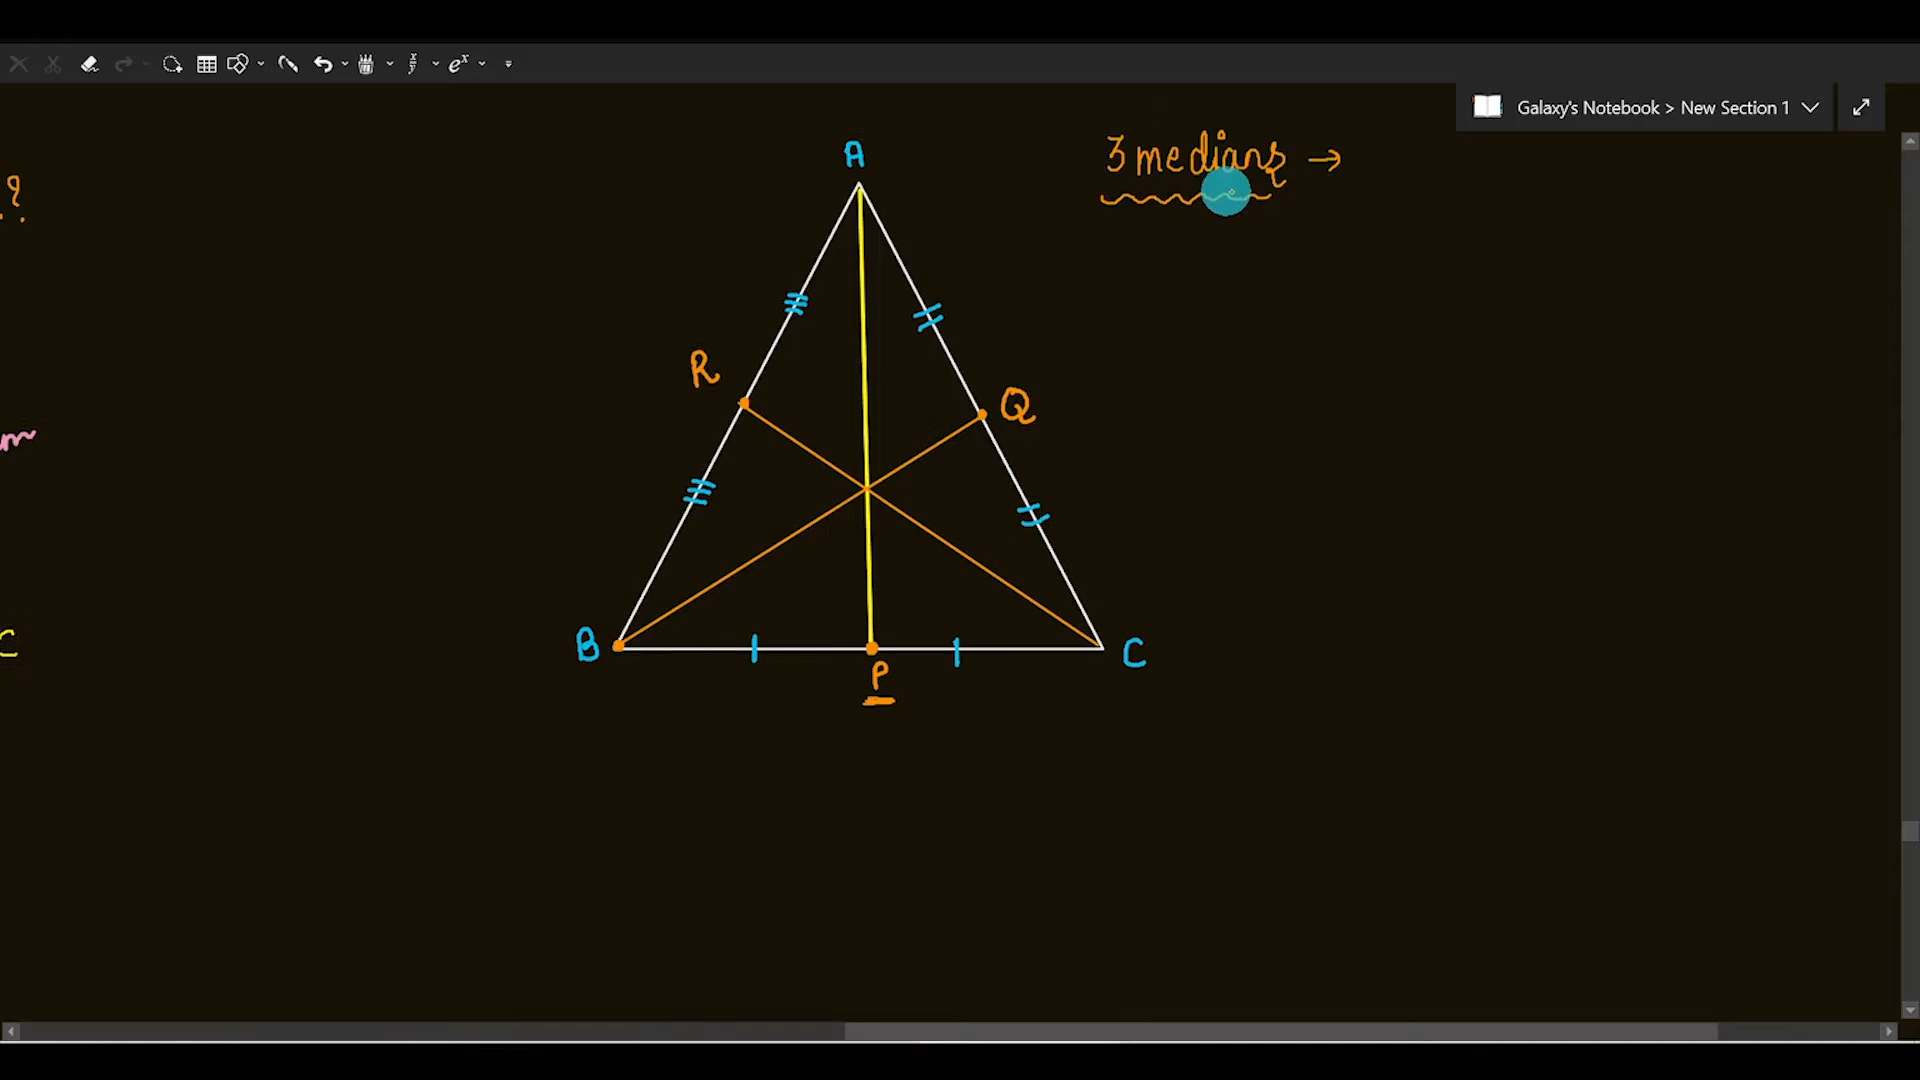 Galaxy's Notebook > New Section 1
3 medians →
?
A
R
Q
m
B
C
P
C